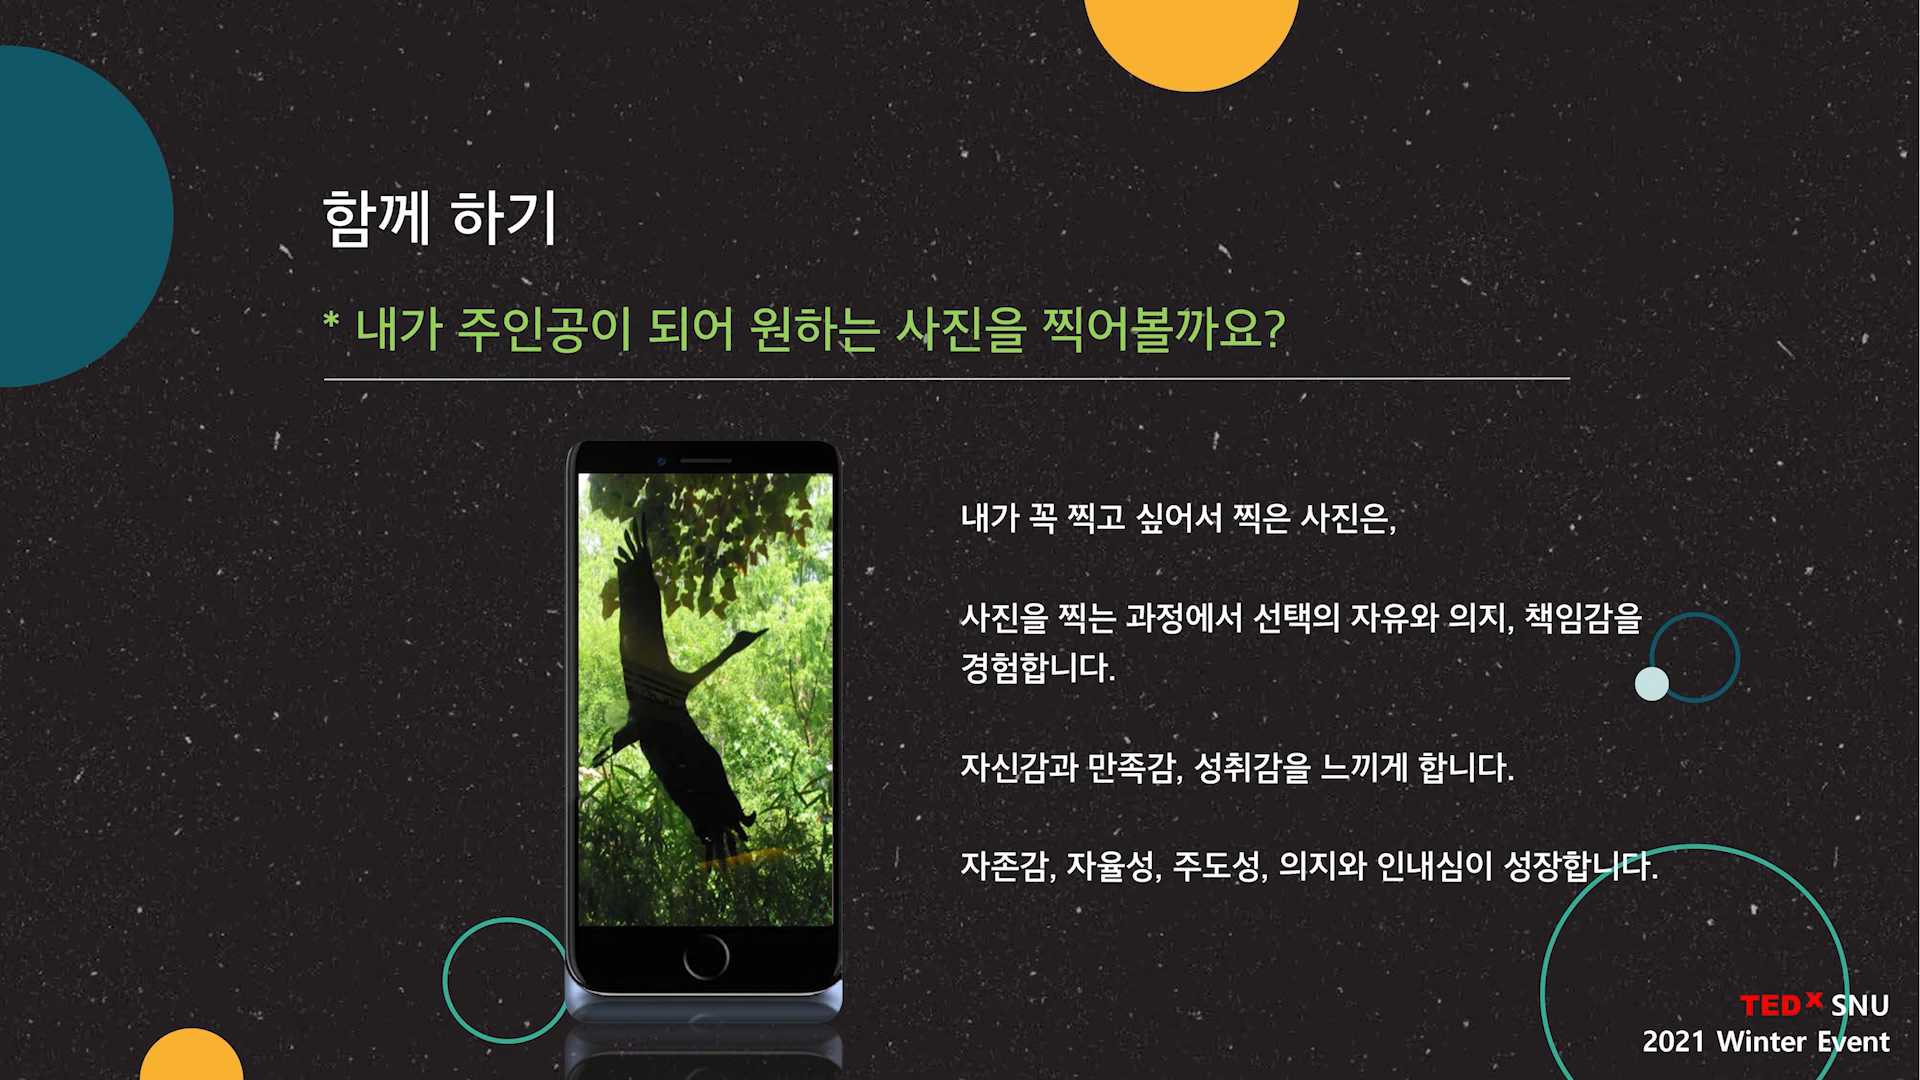 함께 하기
* 내가 주인공이 되어 원하는 사진을 찍어볼까요?
내가 꼭 찍고 싶어서 찍은 사진은,
사진을 찍는 과정에서 선택의 자유와 의지, 책임감을
경험합니다.
자신감과 만족감, 성취감을 느끼게 합니다.
자존감, 자율성, 주도성, 의지와 인내심이 성장합니다.
TEDx SNU
2021 Winter Event